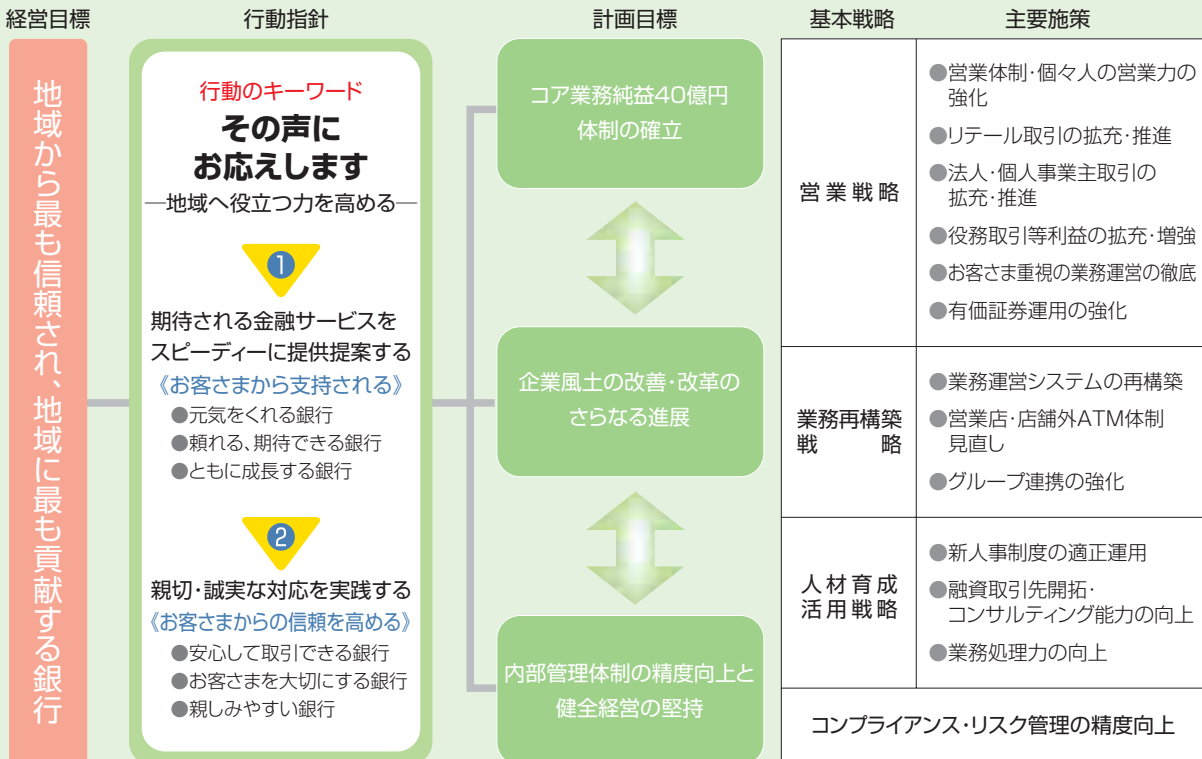 経営目標
行動指針
計画目標
基本戦略
主要施策
地域から最も信頼され、地域に最も貢献する銀行
行動のキーワード
その声に
お応えします
―地域へ役立つ力を高める―
1
期待される金融サービスを
スピーディーに提供提案する
《お客さまから支持される》
●元気をくれる銀行
●頼れる、期待できる銀行
●ともに成長する銀行
2
親切・誠実な対応を実践する
《お客さまからの信頼を高める》
●安心して取引できる銀行
●お客さまを大切にする銀行
●親しみやすい銀行
コア業務純益40億円
体制の確立
企業風土の改善・改革の
さらなる進展
内部管理体制の精度向上と
健全経営の堅持
営業戦略
●営業体制・個々人の営業力の
強化
●リテール取引の拡充・推進
●法人・個人事業主取引の
拡充・推進
●役務取引等利益の拡充・増強
●お客さま重視の業務運営の徹底
●有価証券運用の強化
業務再構築
戦略
●業務運営システムの再構築
●営業店・店舗外ATM体制
見直し
●グループ連携の強化
人材育成
活用戦略
●新人事制度の適正運用
●融資取引先開拓・
コンサルティング能力の向上
●業務処理力の向上
コンプライアンス・リスク管理の精度向上